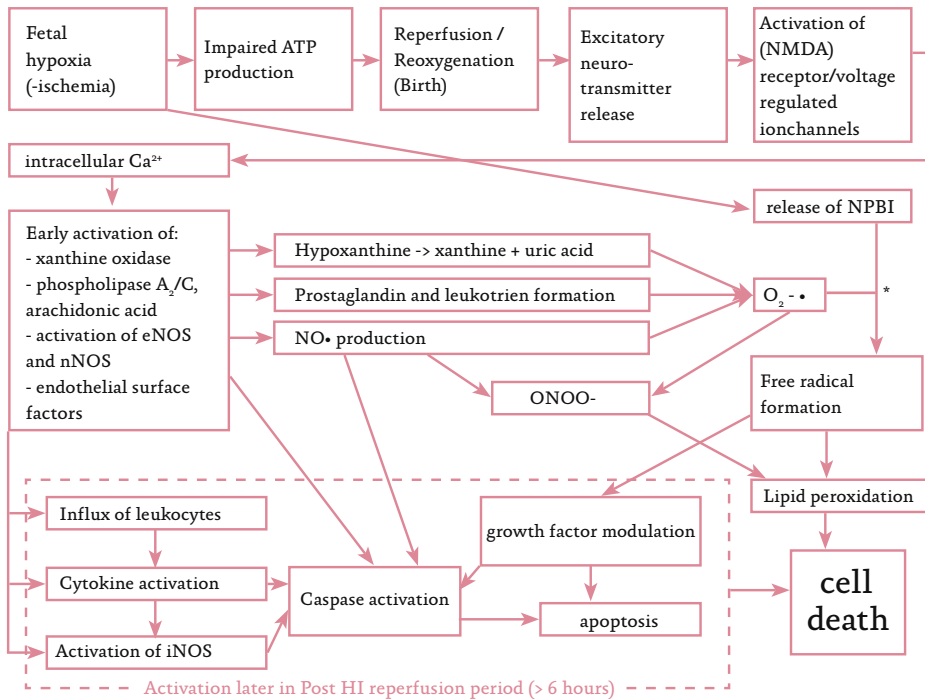 Fetal
hypoxia
(-ischemia)
Impaired ATP
production
Reperfusion /
Reoxygenation
(Birth)
Excitatory
neuro-
transmitter
release
Activation of
(NMDA)
receptor/voltage
regulated
ionchannels
intracellular Ca²⁺
release of NPBI
Early activation of:
- xanthine oxidase
- phospholipase A₂/C,
arachidonic acid
- activation of eNOS
and nNOS
- endothelial surface
factors
Hypoxanthine -> xanthine + uric acid
Prostaglandin and leukotrien formation
NO• production
O₂ - •
*
ONOO-
Free radical
formation
Lipid peroxidation
Influx of leukocytes
Cytokine activation
Activation of iNOS
Caspase activation
growth factor modulation
apoptosis
cell
death
Activation later in Post HI reperfusion period (> 6 hours)